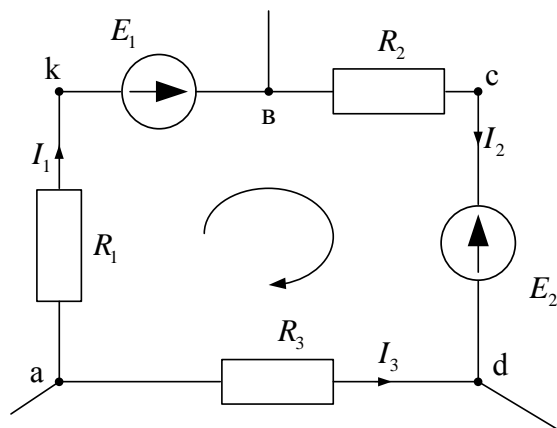 E₁
R₂
k
c
в
I₁
I₂
R₁
E₂
R₃
I₃
a
d